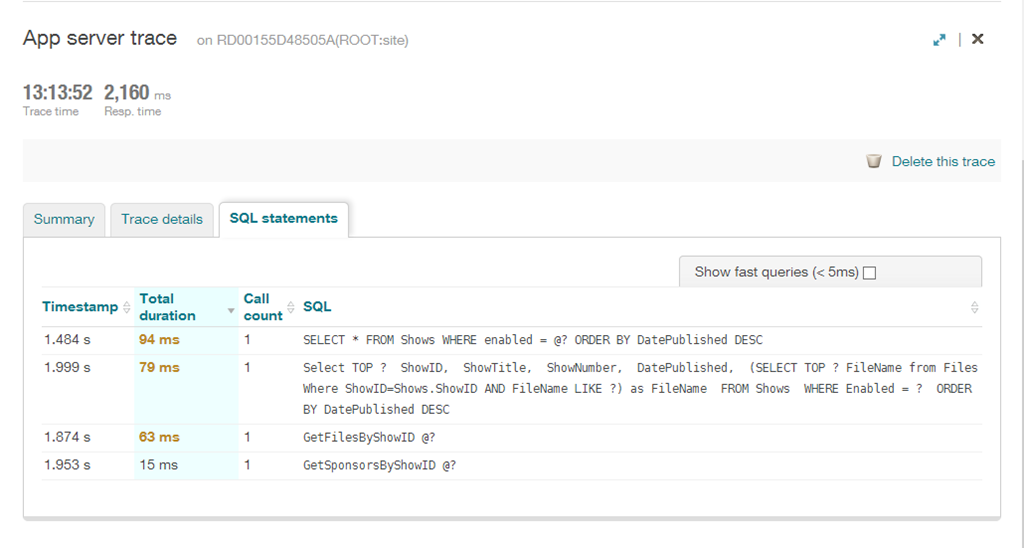 App server trace on RD00155D48505A(ROOT:site)
13:13:52 2,160 ms
Trace time Resp. time
Delete this trace
Summary Trace details SQL statements
Show fast queries (< 5ms)
Timestamp Total duration Call count SQL
1.484 s 94 ms 1 SELECT * FROM Shows WHERE enabled = @? ORDER BY DatePublished DESC
1.999 s 79 ms 1 Select TOP ? ShowID, ShowTitle, ShowNumber, DatePublished, (SELECT TOP ? FileName from Files
Where ShowID=Shows.ShowID AND FileName LIKE ?) as FileName FROM Shows WHERE Enabled = ? ORDER
BY DatePublished DESC
1.874 s 63 ms 1 GetFilesByShowID @?
1.953 s 15 ms 1 GetSponsorsByShowID @?